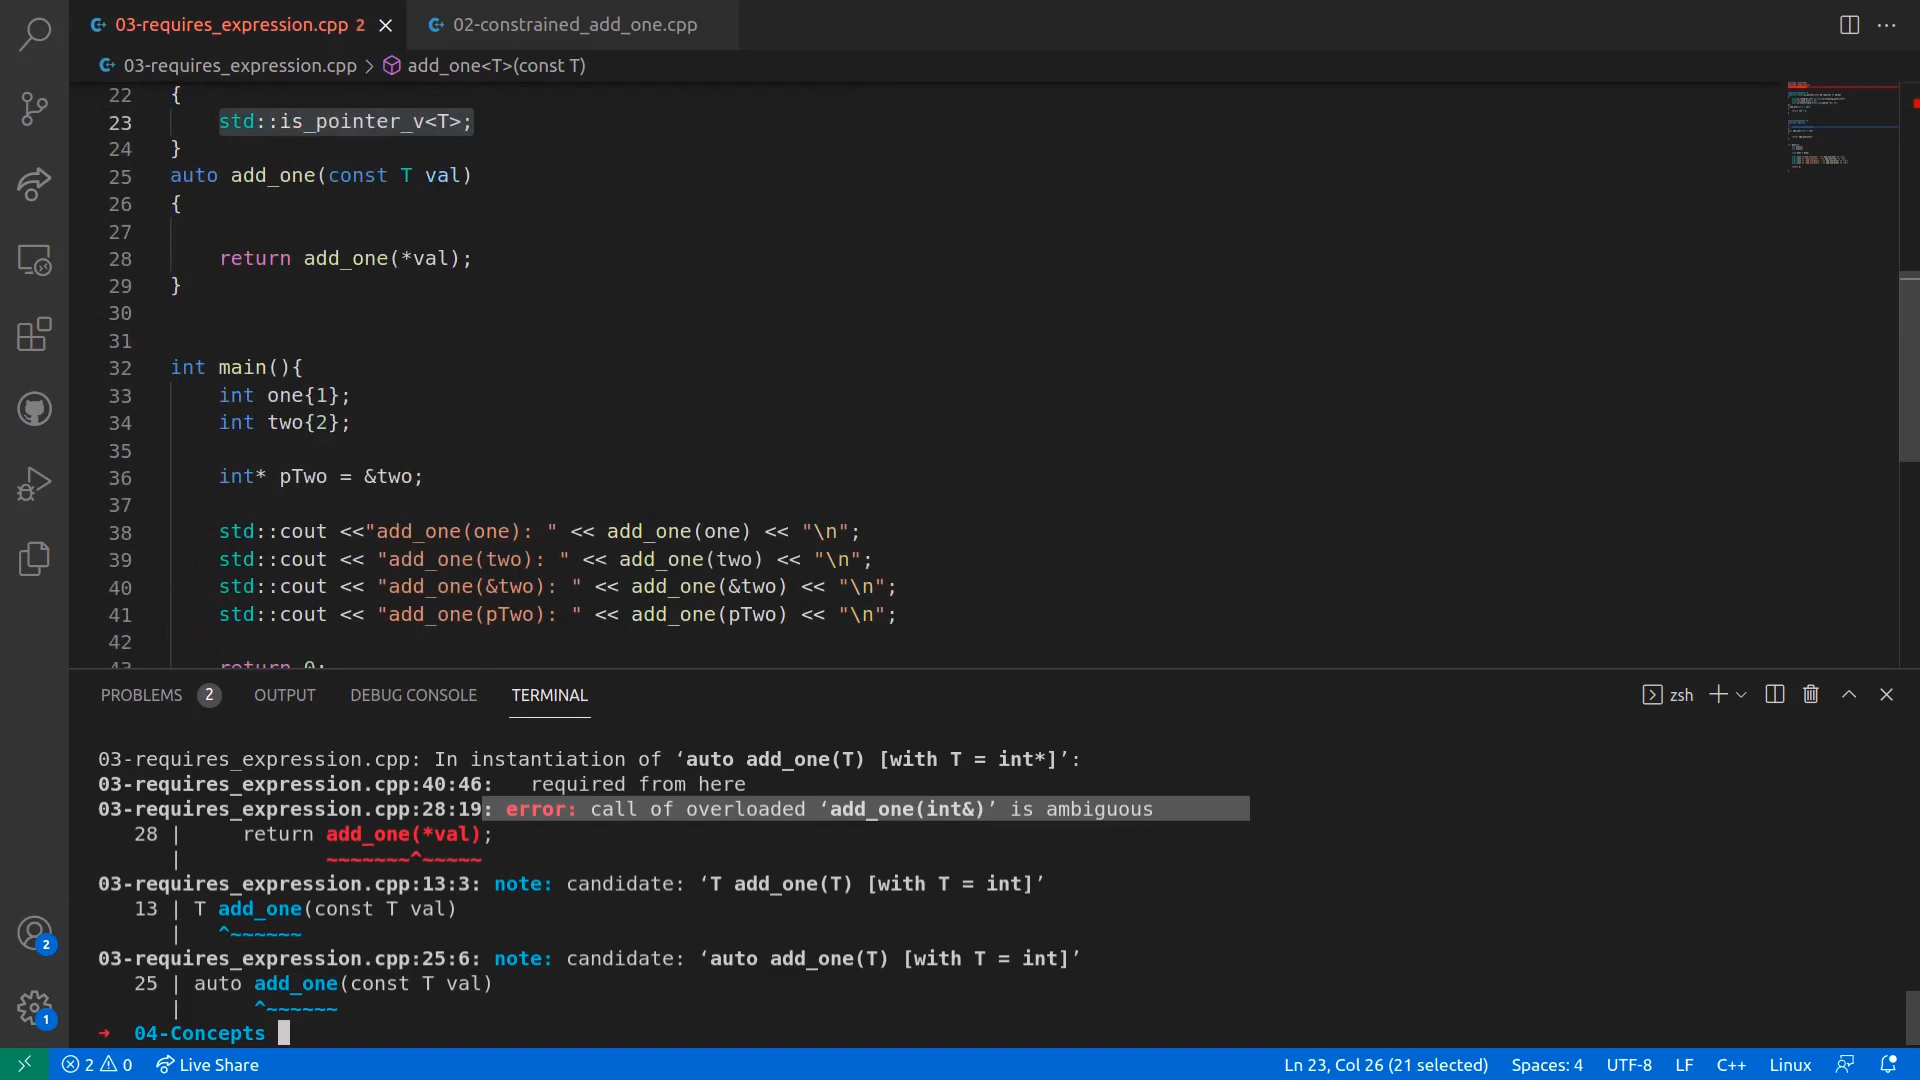 03-requires_expression.cpp 2
02-constrained_add_one.cpp
03-requires_expression.cpp > add_one<T>(const T)
22 {
23 std::is_pointer_v<T>;
24 }
25 auto add_one(const T val)
26 {
27
28 return add_one(*val);
29 }
30
31
32 int main(){
33 int one{1};
34 int two{2};
35
36 int* pTwo = &two;
37
38 std::cout <<"add_one(one): " << add_one(one) << "\n";
39 std::cout << "add_one(two): " << add_one(two) << "\n";
40 std::cout << "add_one(&two): " << add_one(&two) << "\n";
41 std::cout << "add_one(pTwo): " << add_one(pTwo) << "\n";
42
43 return 0;
PROBLEMS 2 OUTPUT DEBUG CONSOLE TERMINAL zsh
03-requires_expression.cpp: In instantiation of ‘auto add_one(T) [with T = int*]’:
03-requires_expression.cpp:40:46:   required from here
03-requires_expression.cpp:28:19: error: call of overloaded ‘add_one(int&)’ is ambiguous
28 | return add_one(*val);
| ~~~~~~~^~~~~~
03-requires_expression.cpp:13:3: note: candidate: ‘T add_one(T) [with T = int]’
13 | T add_one(const T val)
| ^~~~~~~
03-requires_expression.cpp:25:6: note: candidate: ‘auto add_one(T) [with T = int]’
25 | auto add_one(const T val)
| ^~~~~~~
➜ 04-Concepts
2
1
2 0 Live Share Ln 23, Col 26 (21 selected) Spaces: 4 UTF-8 LF C++ Linux